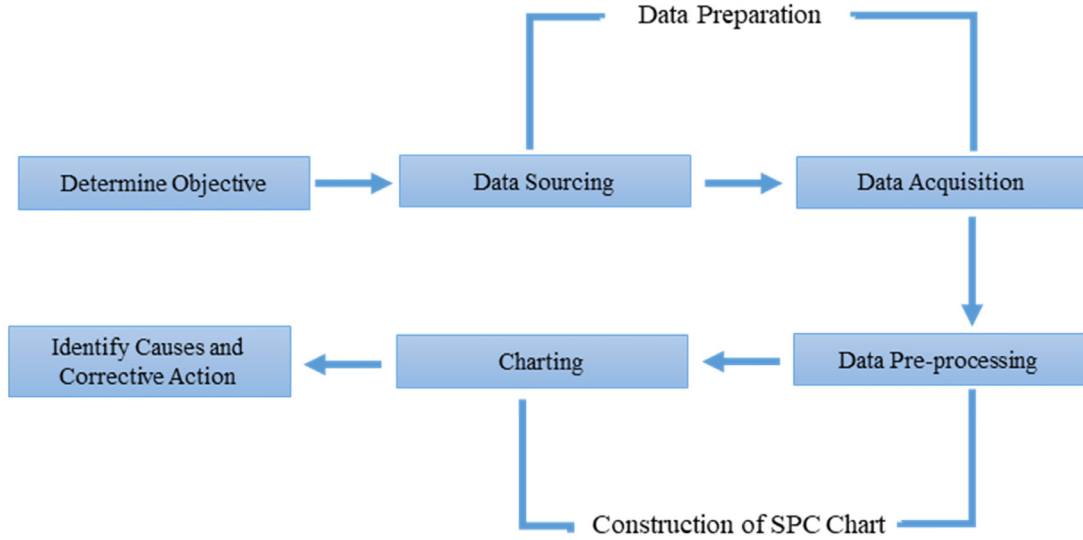 Data Preparation
Determine Objective
Data Sourcing
Data Acquisition
Identify Causes and
Corrective Action
Charting
Data Pre-processing
Construction of SPC Chart